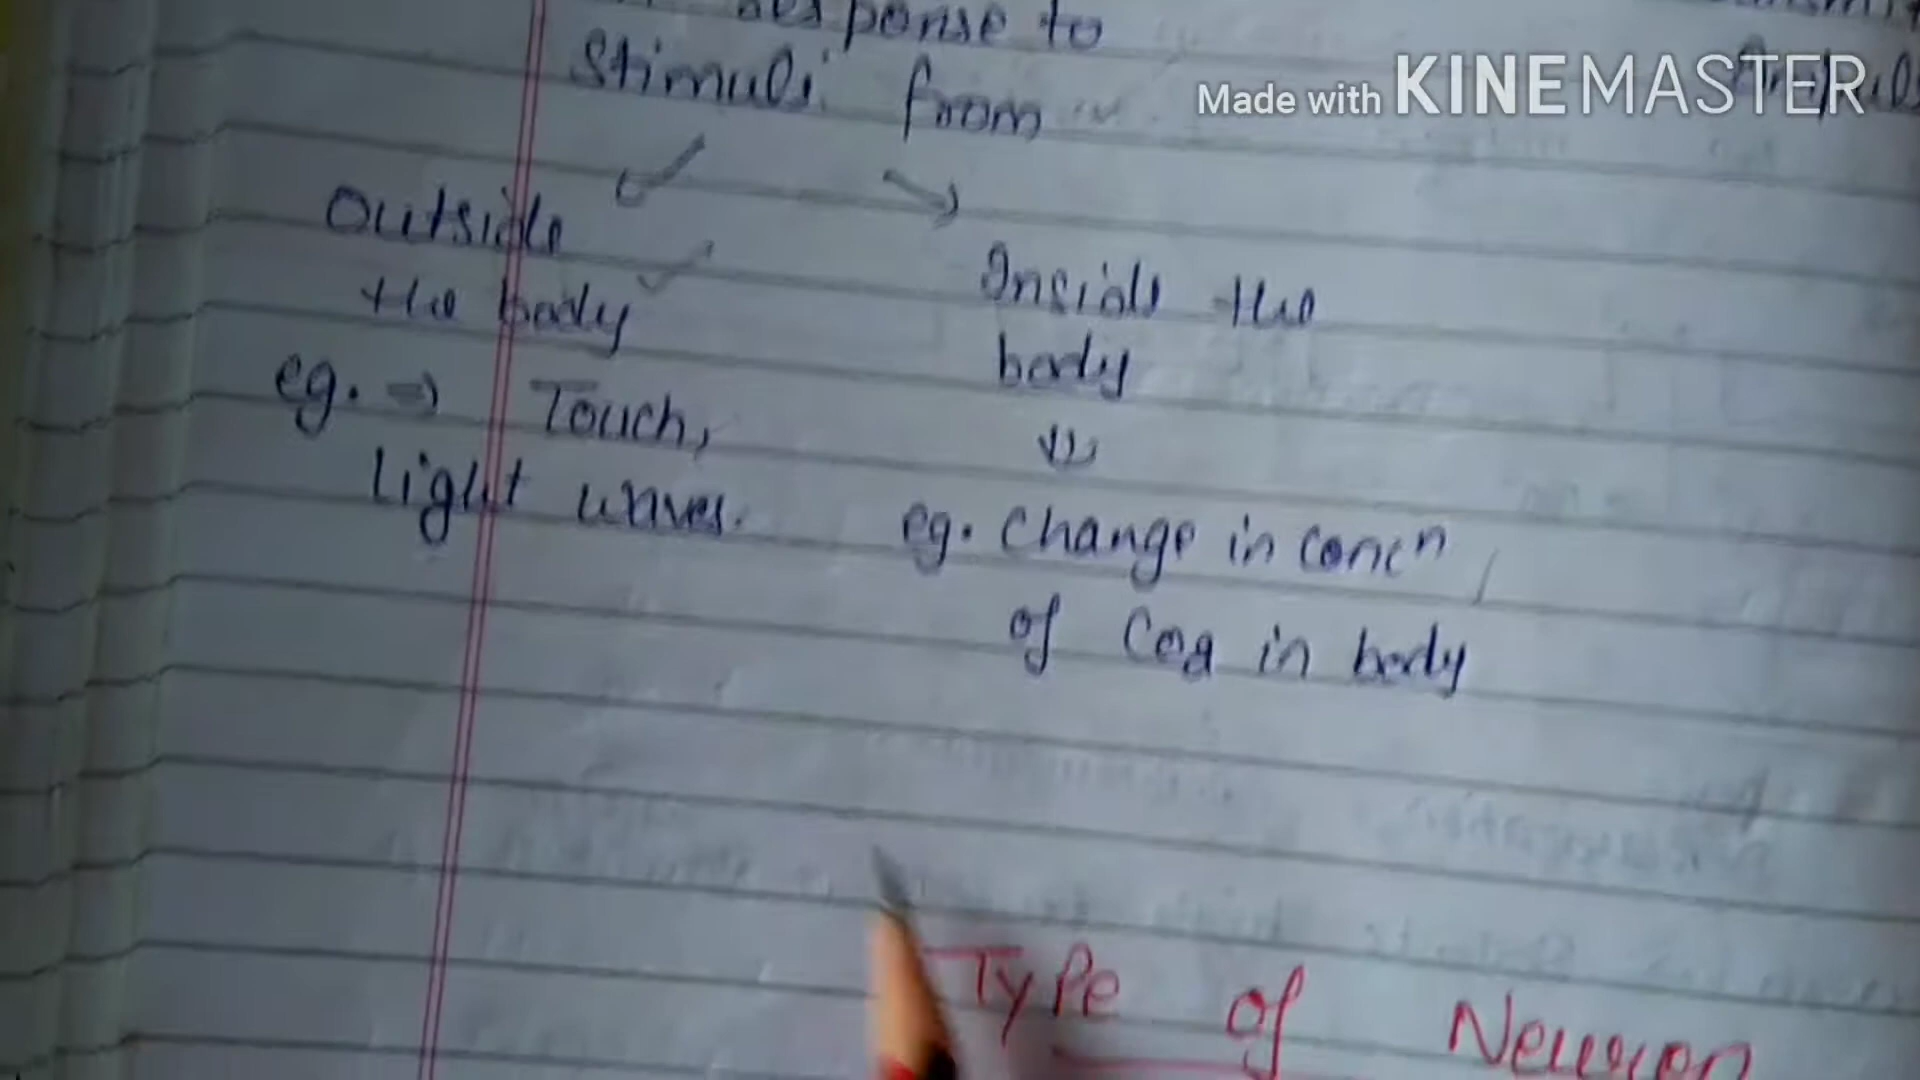 response to
Stimuli from
Made with KINEMASTER
Outside
the body
Inside the
body
eg. ⇒ Touch,
Light waves.
eg. change in concn
of CO2 in body
Type of Neuron